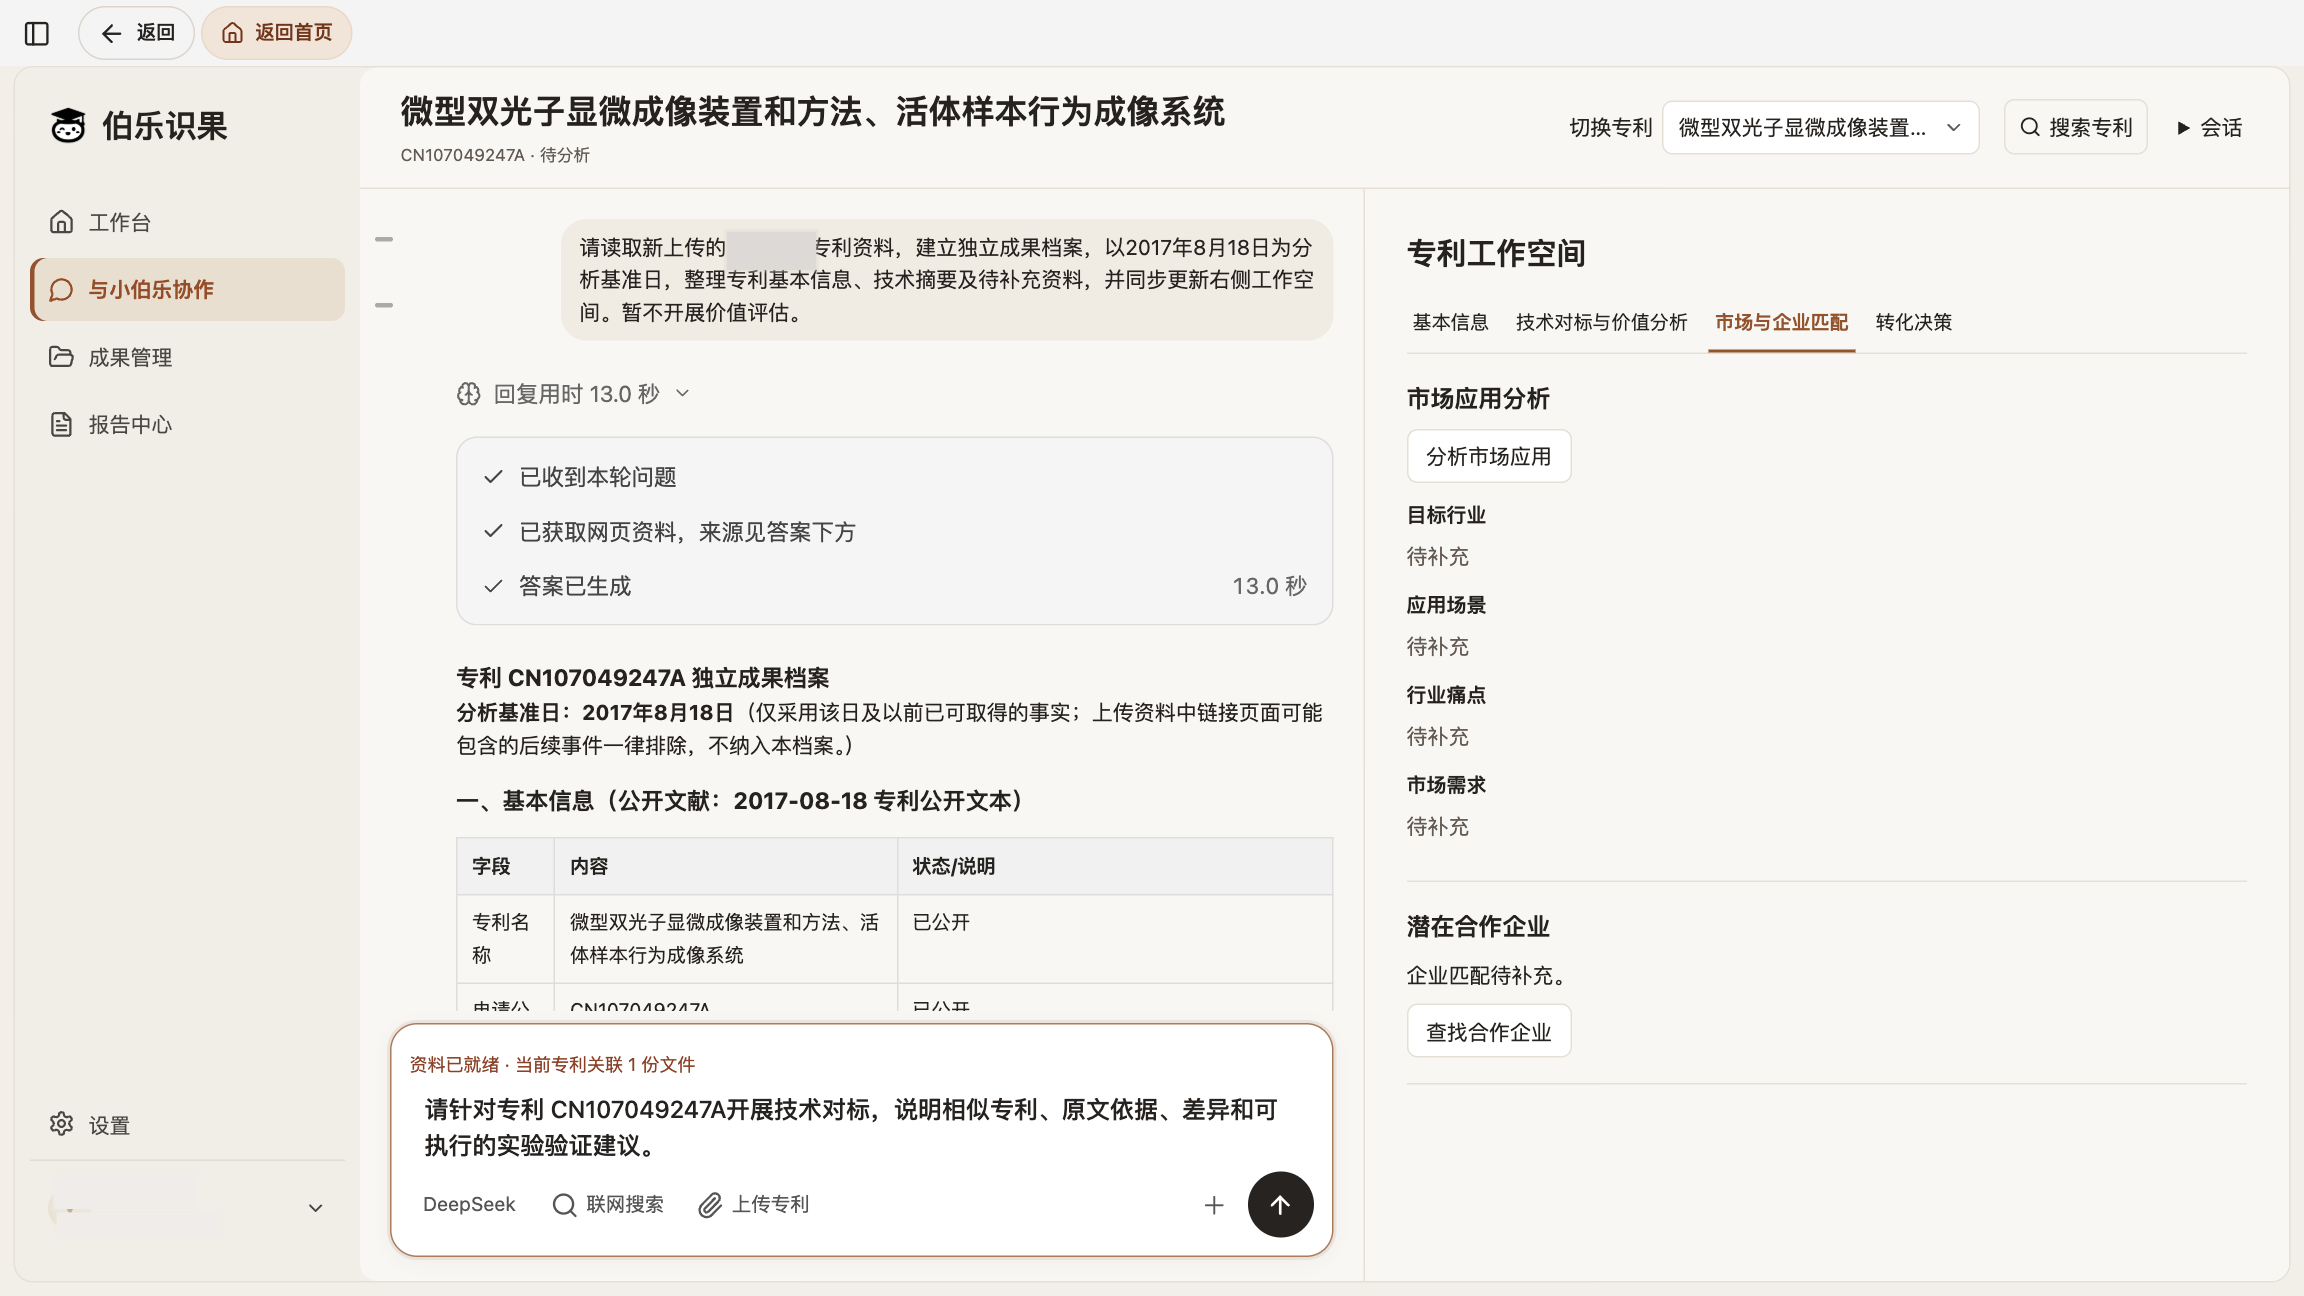 返回
返回首页
伯乐识果
工作台
与小伯乐协作
成果管理
报告中心
设置
微型双光子显微成像装置和方法、活体样本行为成像系统
CN107049247A · 待分析
切换专利
微型双光子显微成像装置...
搜索专利
会话
请读取新上传的 专利资料，建立独立成果档案，以2017年8月18日为分
析基准日，整理专利基本信息、技术摘要及待补充资料，并同步更新右侧工作空
间。暂不开展价值评估。
回复用时 13.0 秒
已收到本轮问题
已获取网页资料，来源见答案下方
答案已生成 13.0 秒
专利 CN107049247A 独立成果档案
分析基准日：2017年8月18日（仅采用该日及以前已可取得的事实；上传资料中链接页面可能
包含的后续事件一律排除，不纳入本档案。）
一、基本信息（公开文献：2017-08-18 专利公开文本）
字段 内容 状态/说明
专利名 微型双光子显微成像装置和方法、活 已公开
称 体样本行为成像系统
申请公 CN107049247A 已公开
资料已就绪 · 当前专利关联 1 份文件
请针对专利 CN107049247A开展技术对标，说明相似专利、原文依据、差异和可
执行的实验验证建议。
DeepSeek 联网搜索 上传专利
专利工作空间
基本信息 技术对标与价值分析 市场与企业匹配 转化决策
市场应用分析
分析市场应用
目标行业
待补充
应用场景
待补充
行业痛点
待补充
市场需求
待补充
潜在合作企业
企业匹配待补充。
查找合作企业